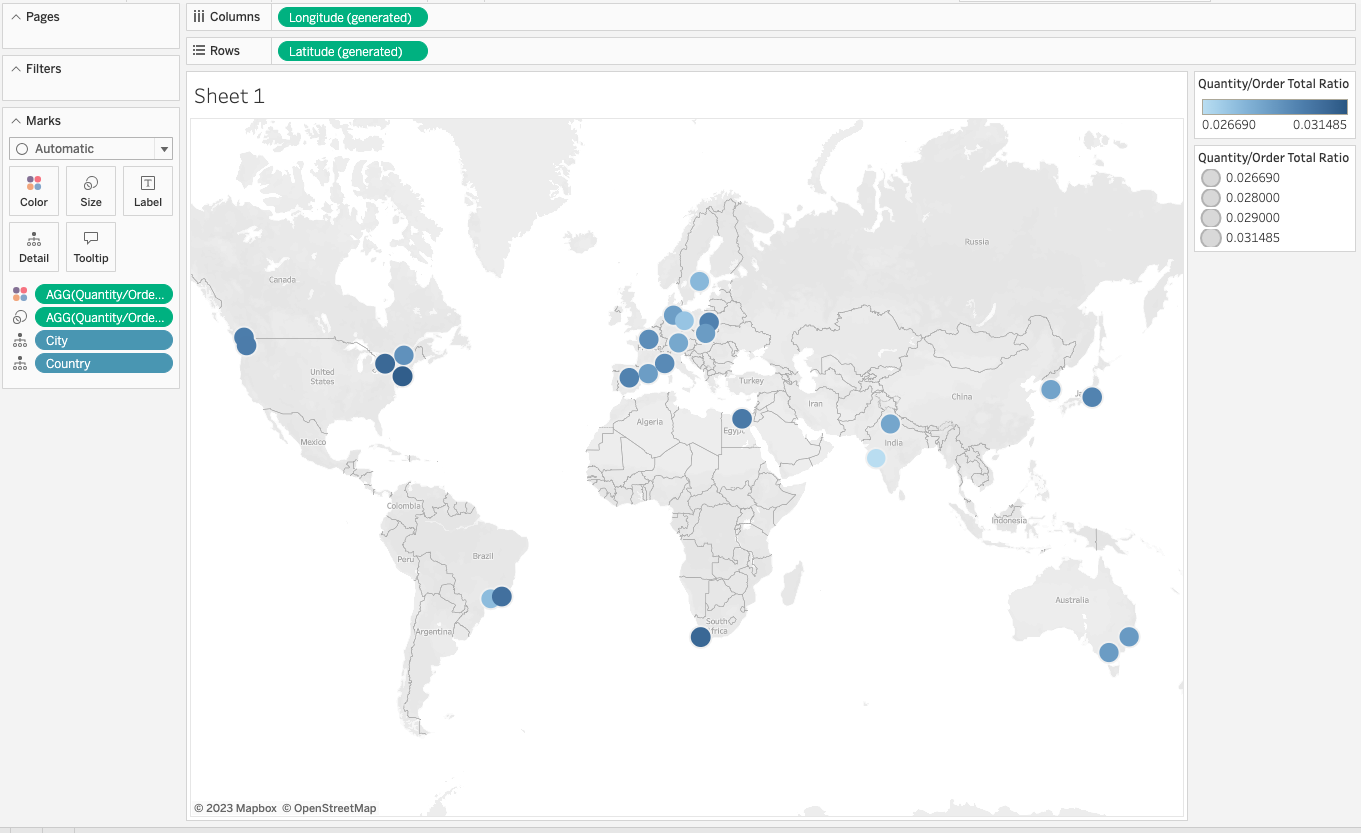 Pages
Columns
Longitude (generated)
Rows
Latitude (generated)
Filters
Marks
Automatic
Color
Size
Label
Detail
Tooltip
AGG(Quantity/Orde...
AGG(Quantity/Orde...
City
Country
Sheet 1
Russia
Canada
United
States
Turkey
China
Iran
Algeria
Egypt
Mexico
India
Colombia
Indonesia
Brazil
Peru
Australia
South
Argentina
© 2023 Mapbox © OpenStreetMap
Quantity/Order Total Ratio
0.026690 0.031485
Quantity/Order Total Ratio
0.026690
0.028000
0.029000
0.031485